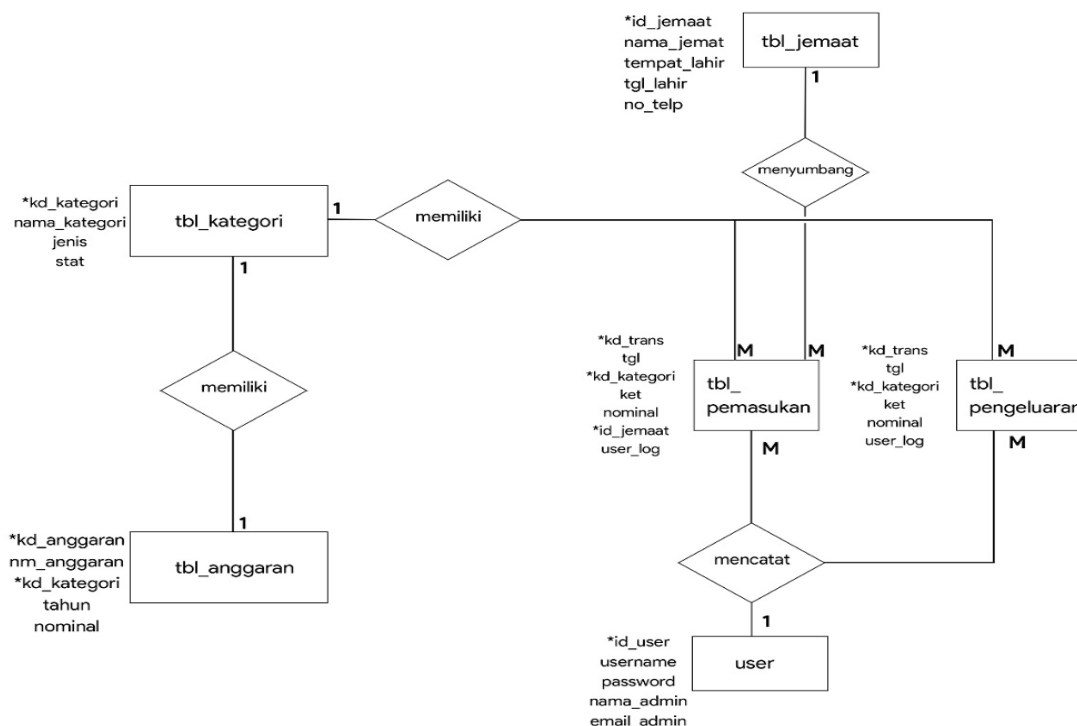 *id_jemaat
nama_jemat
tempat_lahir
tgl_lahir
no_telp
tbl_jemaat
1
menyumbang
*kd_kategori
nama_kategori
jenis
stat
tbl_kategori
1
memiliki
1
memiliki
*kd_trans
tgl
*kd_kategori
ket
nominal
*id_jemaat
user_log
M
M
tbl_
pemasukan
M
*kd_trans
tgl
*kd_kategori
ket
nominal
user_log
M
tbl_
pengeluaran
M
1
*kd_anggaran
nm_anggaran
*kd_kategori
tahun
nominal
tbl_anggaran
mencatat
1
*id_user
username
password
nama_admin
email_admin
user